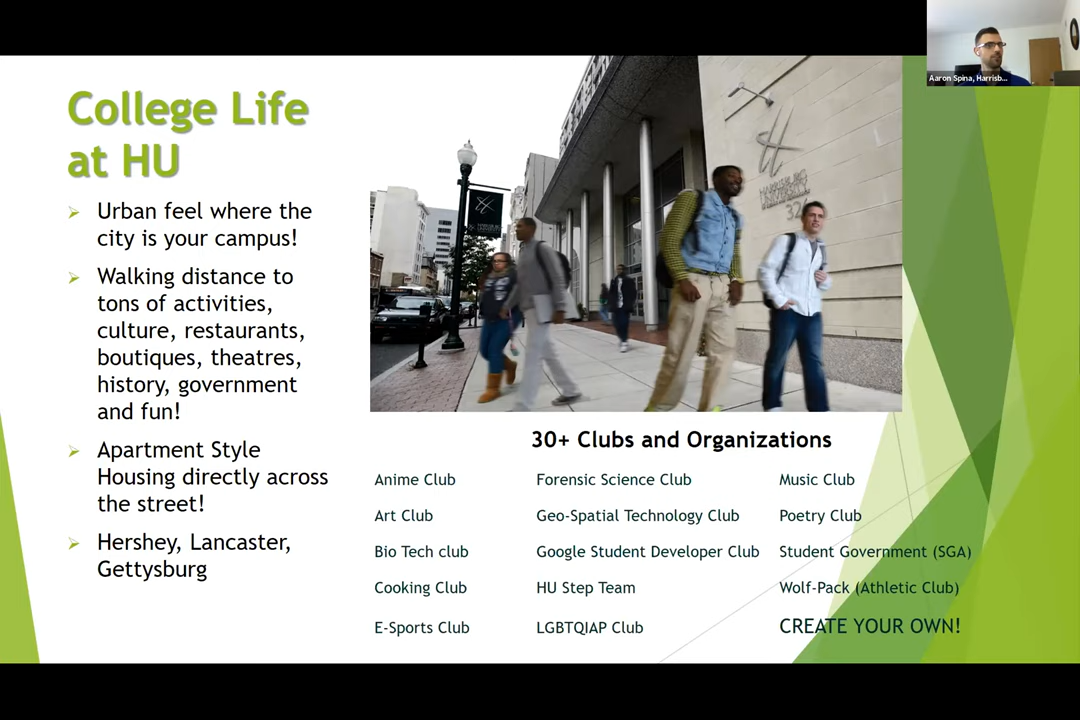 Aaron Spina, Harrisb...
College Life
at HU
Urban feel where the
city is your campus!
Walking distance to
tons of activities,
culture, restaurants,
boutiques, theatres,
history, government
and fun!
Apartment Style
Housing directly across
the street!
Hershey, Lancaster,
Gettysburg
HARRISBURG
UNIVERSITY
326
30+ Clubs and Organizations
Anime Club
Forensic Science Club
Music Club
Art Club
Geo-Spatial Technology Club
Poetry Club
Bio Tech club
Google Student Developer Club
Student Government (SGA)
Cooking Club
HU Step Team
Wolf-Pack (Athletic Club)
E-Sports Club
LGBTQIAP Club
CREATE YOUR OWN!